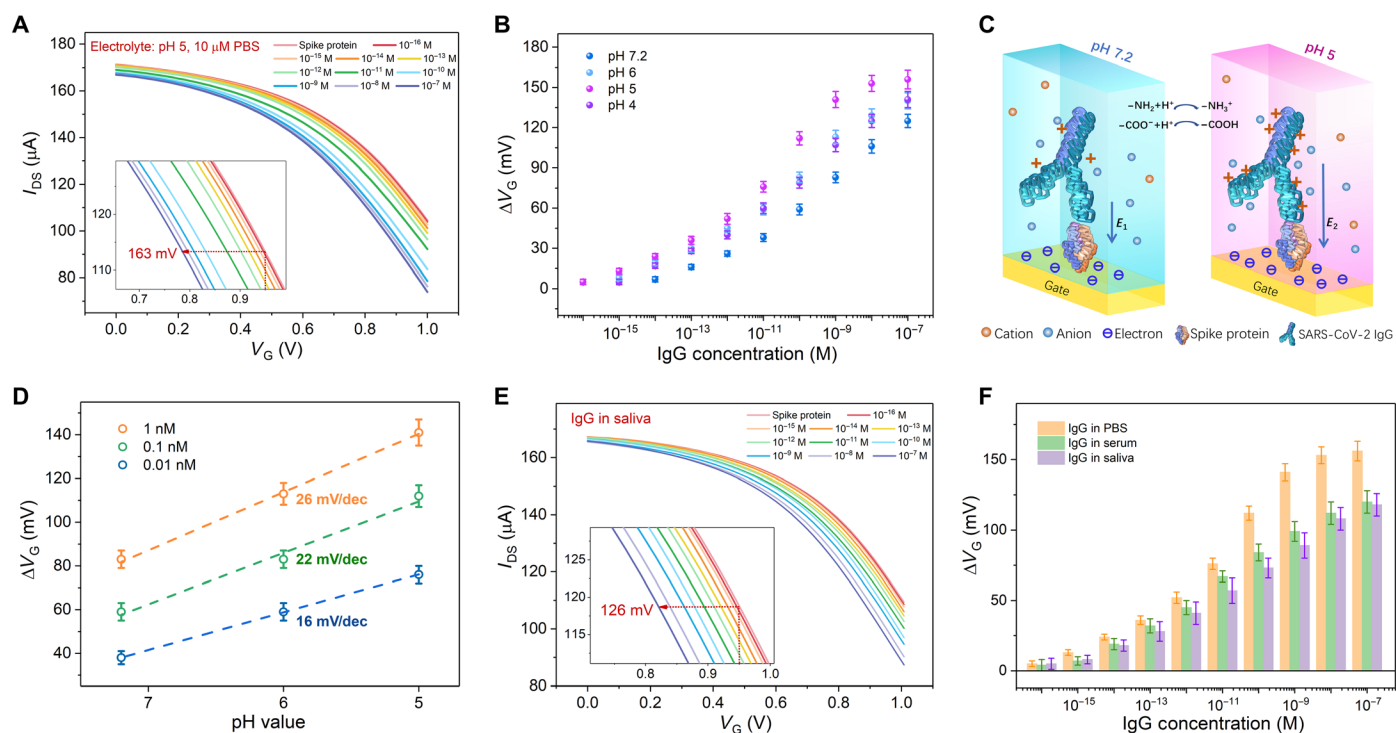 A
Electrolyte: pH 5, 10 μM PBS
Spike protein 10⁻¹⁶ M
10⁻¹⁵ M 10⁻¹⁴ M 10⁻¹³ M
10⁻¹² M 10⁻¹¹ M 10⁻¹⁰ M
10⁻⁹ M 10⁻⁸ M 10⁻⁷ M
180
160
140
120
100
80
60
I_DS (μA)
120
110
163 mV
0.7 0.8 0.9
0.0 0.2 0.4 0.6 0.8 1.0
V_G (V)
B
pH 7.2
pH 6
pH 5
pH 4
180
150
120
90
60
30
0
ΔV_G (mV)
10⁻¹⁵ 10⁻¹³ 10⁻¹¹ 10⁻⁹ 10⁻⁷
IgG concentration (M)
C
pH 7.2
pH 5
−NH₂+H⁺ −NH₃⁺
−COO⁻+H⁺ −COOH
E₁
E₂
Gate
Gate
Cation Anion Electron Spike protein SARS-CoV-2 IgG
D
1 nM
0.1 nM
0.01 nM
140
120
100
80
60
40
ΔV_G (mV)
26 mV/dec
22 mV/dec
16 mV/dec
7 6 5
pH value
E
IgG in saliva
Spike protein 10⁻¹⁶ M
10⁻¹⁵ M 10⁻¹⁴ M 10⁻¹³ M
10⁻¹² M 10⁻¹¹ M 10⁻¹⁰ M
10⁻⁹ M 10⁻⁸ M 10⁻⁷ M
160
140
120
100
80
I_DS (μA)
125
120
115
126 mV
0.8 0.9 1.0
0.0 0.2 0.4 0.6 0.8 1.0
V_G (V)
F
IgG in PBS
IgG in serum
IgG in saliva
150
100
50
0
ΔV_G (mV)
10⁻¹⁵ 10⁻¹³ 10⁻¹¹ 10⁻⁹ 10⁻⁷
IgG concentration (M)